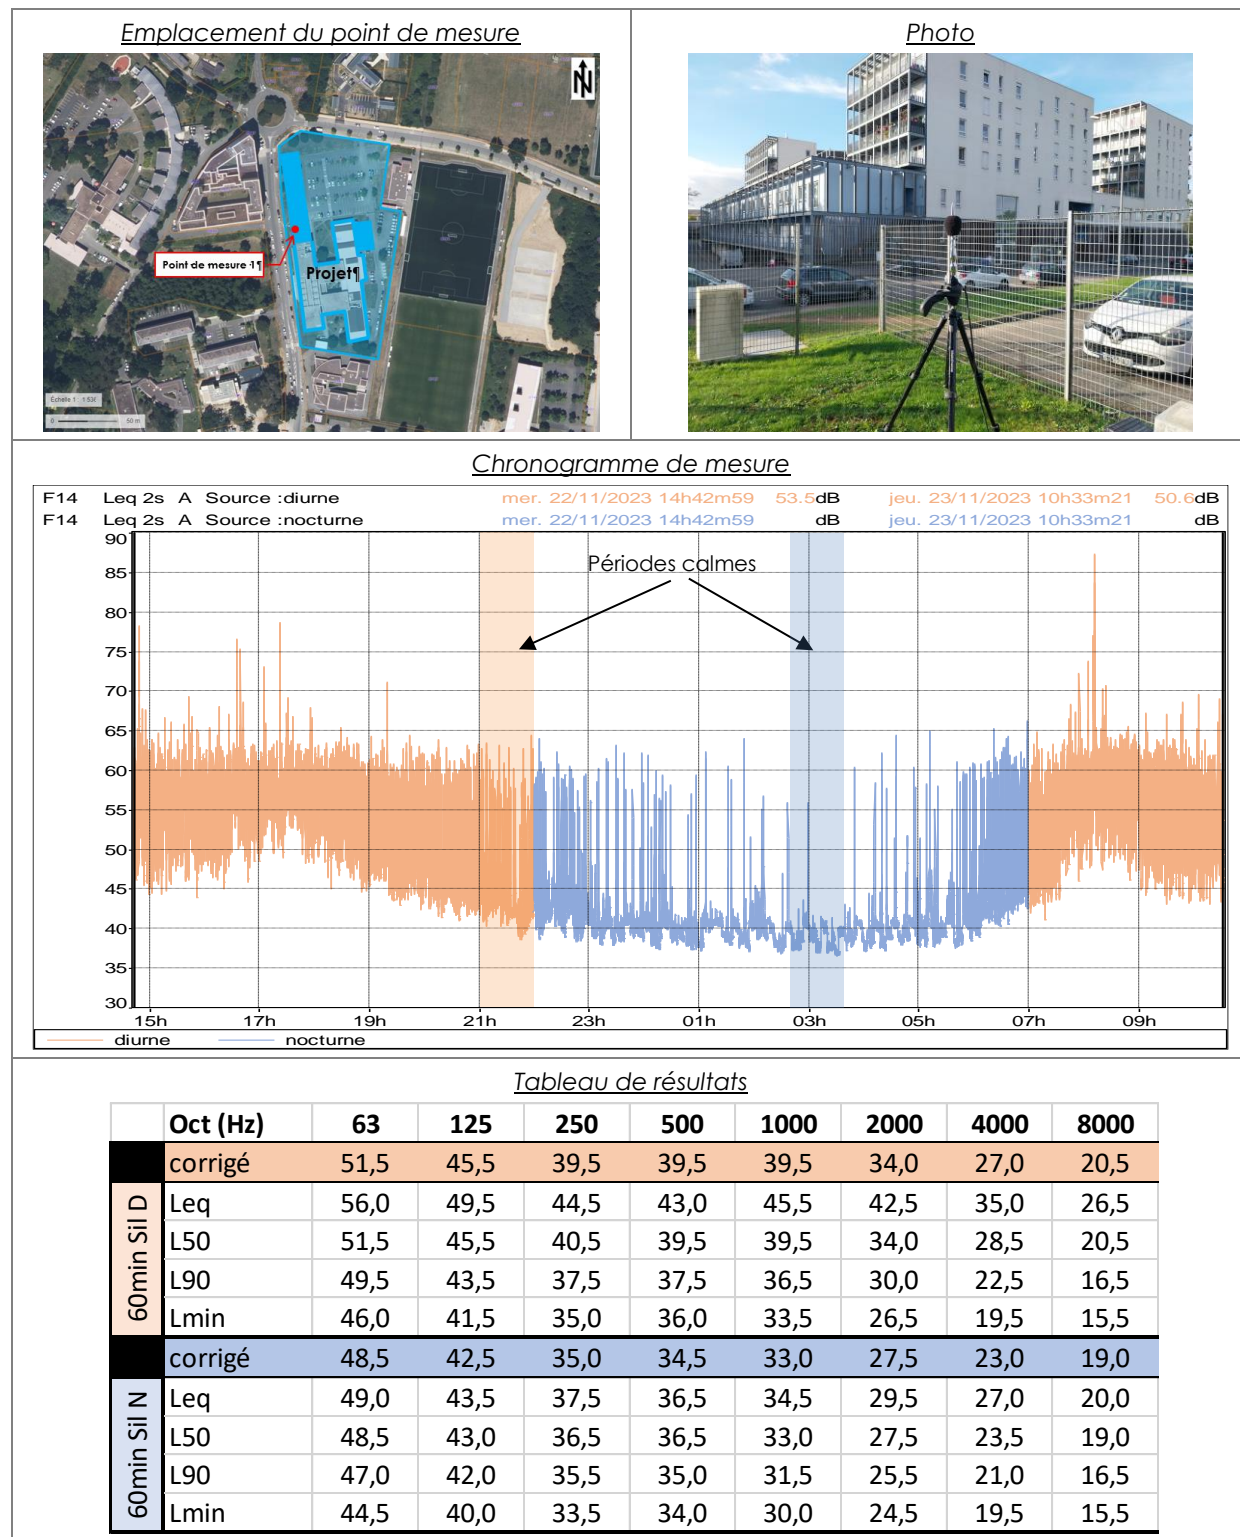 Emplacement du point de mesure
Photo
N
Point de mesure 1¶
Projet¶
0 50 m
Chronogramme de mesure
F14 Leq 2s A Source :diurne mer. 22/11/2023 14h42m59 53.5dB jeu. 23/11/2023 10h33m21 50.6dB
F14 Leq 2s A Source :nocturne mer. 22/11/2023 14h42m59 dB jeu. 23/11/2023 10h33m21 dB
Périodes calmes
90
85
80
75
70
65
60
55
50
45
40
35
30
15h 17h 19h 21h 23h 01h 03h 05h 07h 09h
diurne nocturne
Tableau de résultats
Oct (Hz) 63 125 250 500 1000 2000 4000 8000
corrigé 51,5 45,5 39,5 39,5 39,5 34,0 27,0 20,5
60min Sil D
Leq 56,0 49,5 44,5 43,0 45,5 42,5 35,0 26,5
L50 51,5 45,5 40,5 39,5 39,5 34,0 28,5 20,5
L90 49,5 43,5 37,5 37,5 36,5 30,0 22,5 16,5
Lmin 46,0 41,5 35,0 36,0 33,5 26,5 19,5 15,5
corrigé 48,5 42,5 35,0 34,5 33,0 27,5 23,0 19,0
60min Sil N
Leq 49,0 43,5 37,5 36,5 34,5 29,5 27,0 20,0
L50 48,5 43,0 36,5 36,5 33,0 27,5 23,5 19,0
L90 47,0 42,0 35,5 35,0 31,5 25,5 21,0 16,5
Lmin 44,5 40,0 33,5 34,0 30,0 24,5 19,5 15,5